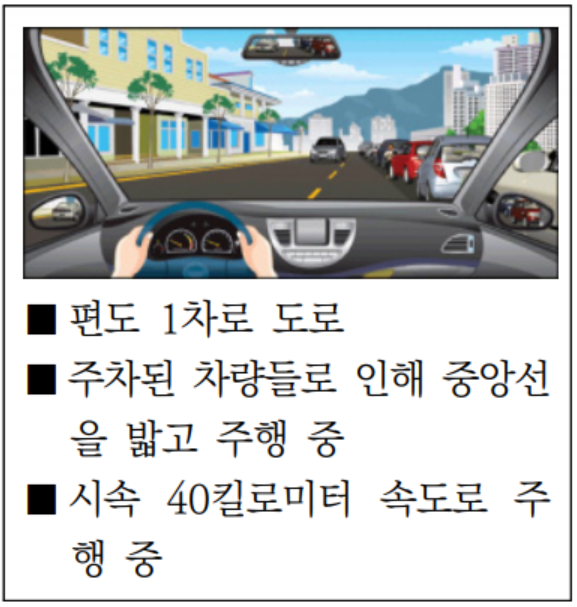 ■ 편도 1차로 도로
■ 주차된 차량들로 인해 중앙선
을 밟고 주행 중
■ 시속 40킬로미터 속도로 주
행 중